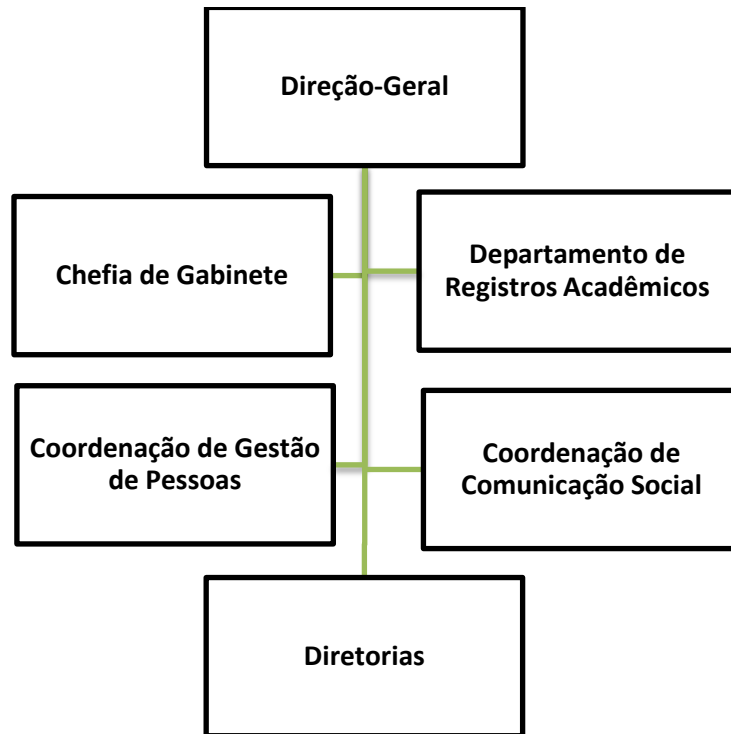 Direção-Geral
Chefia de Gabinete
Departamento de
Registros Acadêmicos
Coordenação de Gestão
de Pessoas
Coordenação de
Comunicação Social
Diretorias